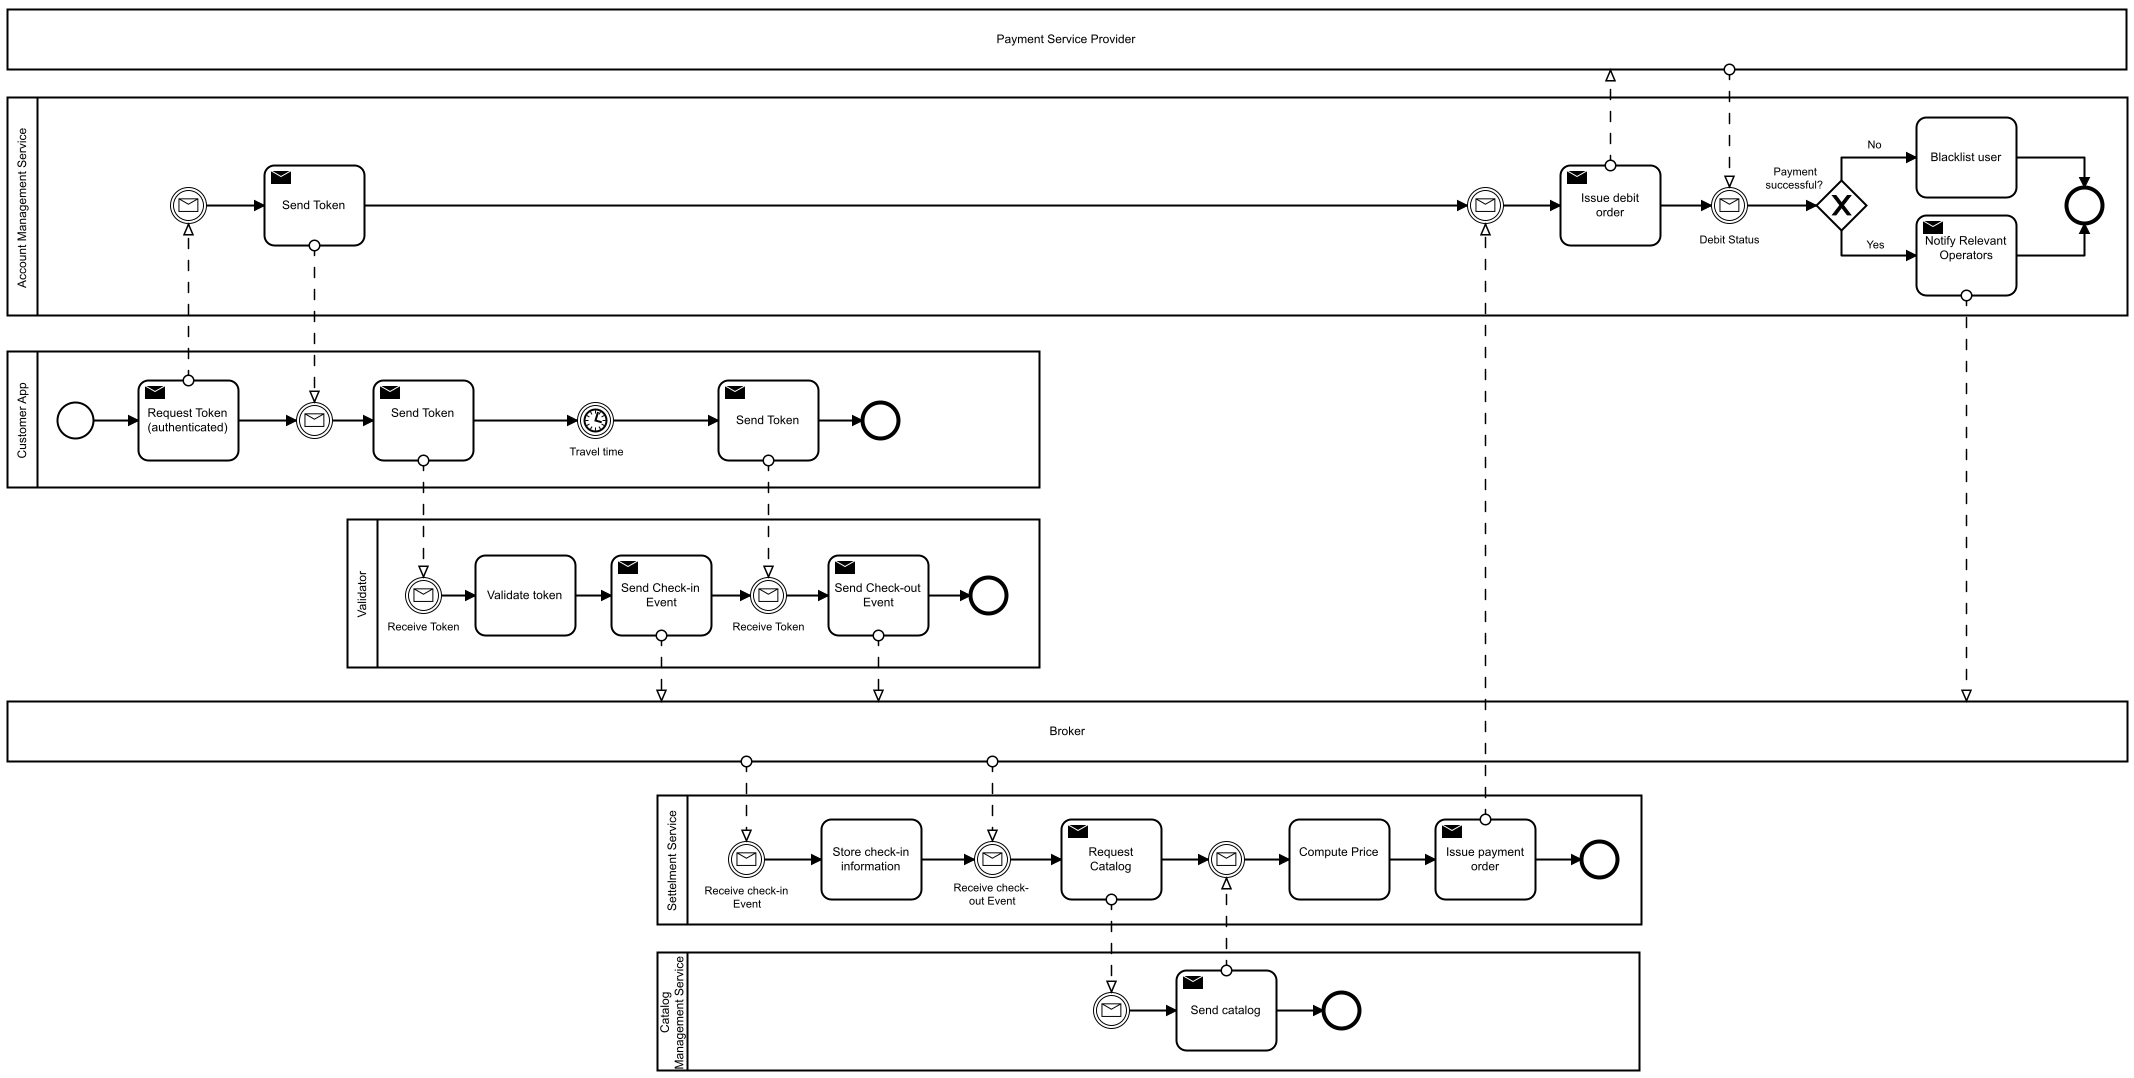 Payment Service Provider
Account Management Service
Send Token
Issue debit
order
Debit Status
Payment
successful?
No
Yes
Blacklist user
Notify Relevant
Operators
Customer App
Request Token
(authenticated)
Send Token
Travel time
Send Token
Validator
Receive Token
Validate token
Send Check-in
Event
Receive Token
Send Check-out
Event
Broker
Settelment Service
Receive check-in
Event
Store check-in
information
Receive check-
out Event
Request
Catalog
Compute Price
Issue payment
order
Catalog
Management Service
Send catalog